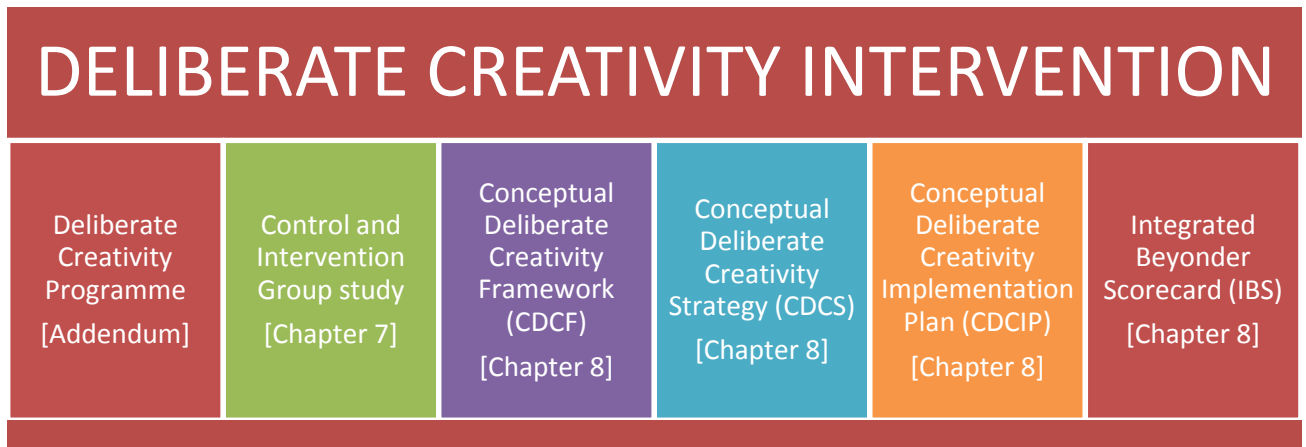 DELIBERATE CREATIVITY INTERVENTION
Deliberate
Creativity
Programme
[Addendum]
Control and
Intervention
Group study
[Chapter 7]
Conceptual
Deliberate
Creativity
Framework
(CDCF)
[Chapter 8]
Conceptual
Deliberate
Creativity
Strategy (CDCS)
[Chapter 8]
Conceptual
Deliberate
Creativity
Implementation
Plan (CDCIP)
[Chapter 8]
Integrated
Beyonder
Scorecard (IBS)
[Chapter 8]